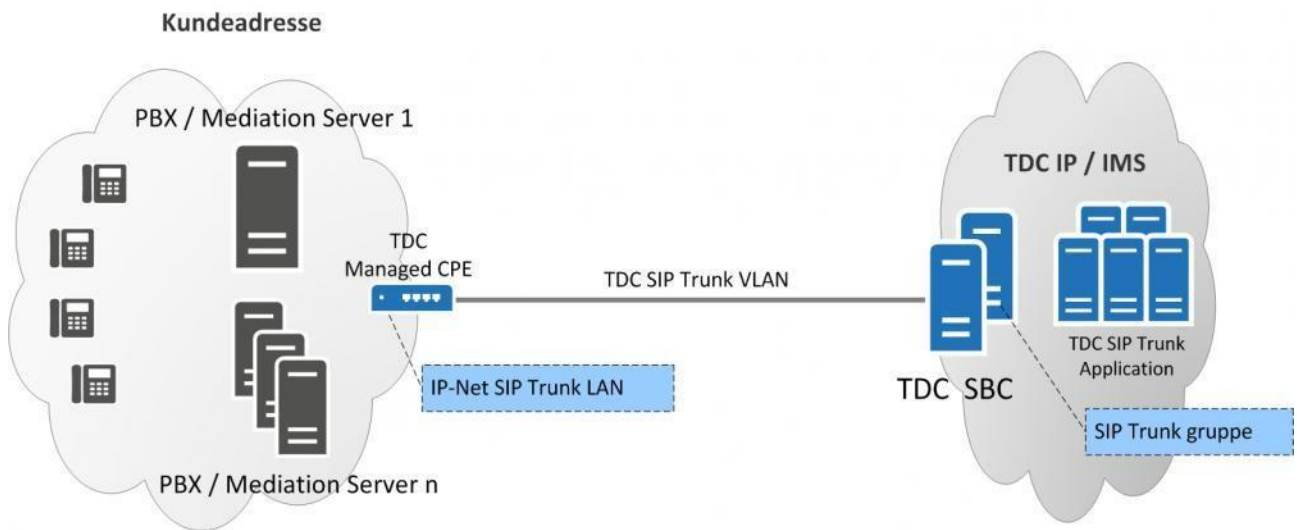 Kundeadresse
PBX / Mediation Server 1
TDC
Managed CPE
TDC SIP Trunk VLAN
IP-Net SIP Trunk LAN
PBX / Mediation Server n
TDC IP / IMS
TDC SIP Trunk
Application
TDC SBC
SIP Trunk gruppe